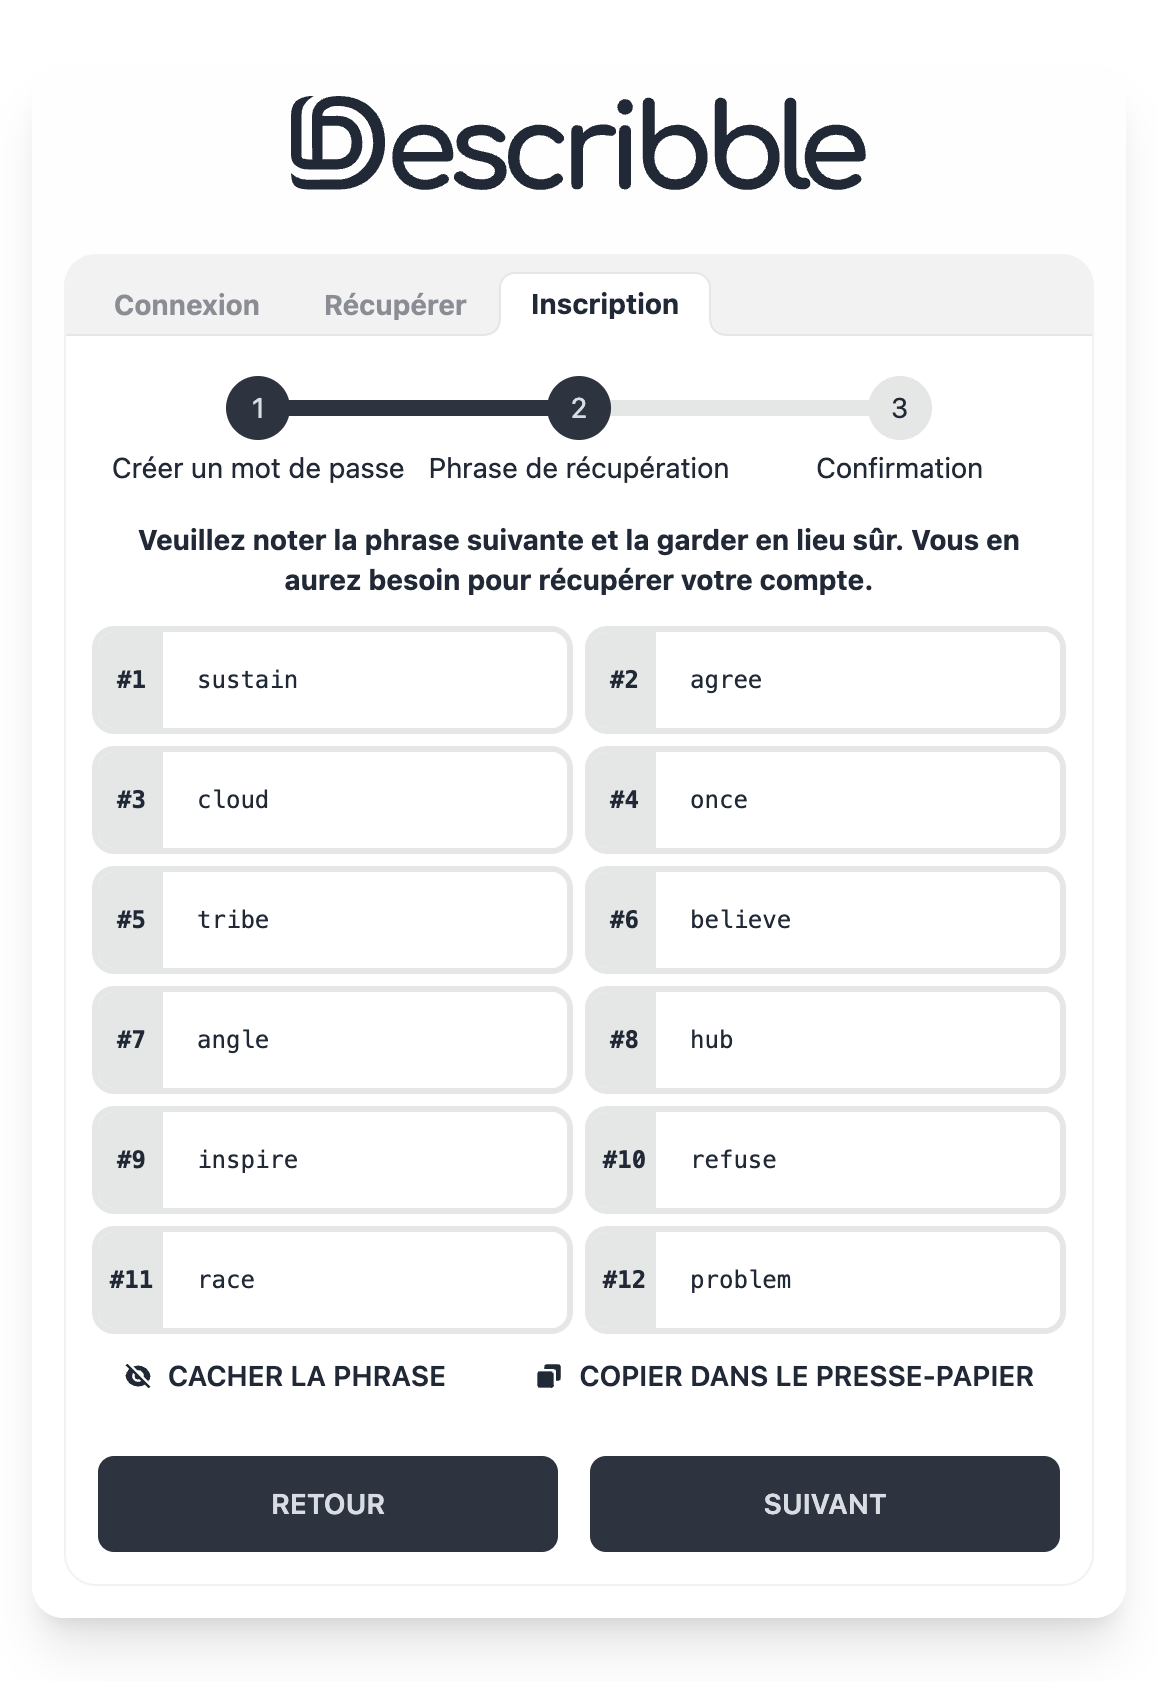 Describble
Connexion Récupérer Inscription
1 2 3
Créer un mot de passe Phrase de récupération Confirmation
Veuillez noter la phrase suivante et la garder en lieu sûr. Vous en
aurez besoin pour récupérer votre compte.
#1 sustain #2 agree
#3 cloud #4 once
#5 tribe #6 believe
#7 angle #8 hub
#9 inspire #10 refuse
#11 race #12 problem
CACHER LA PHRASE COPIER DANS LE PRESSE-PAPIER
RETOUR SUIVANT